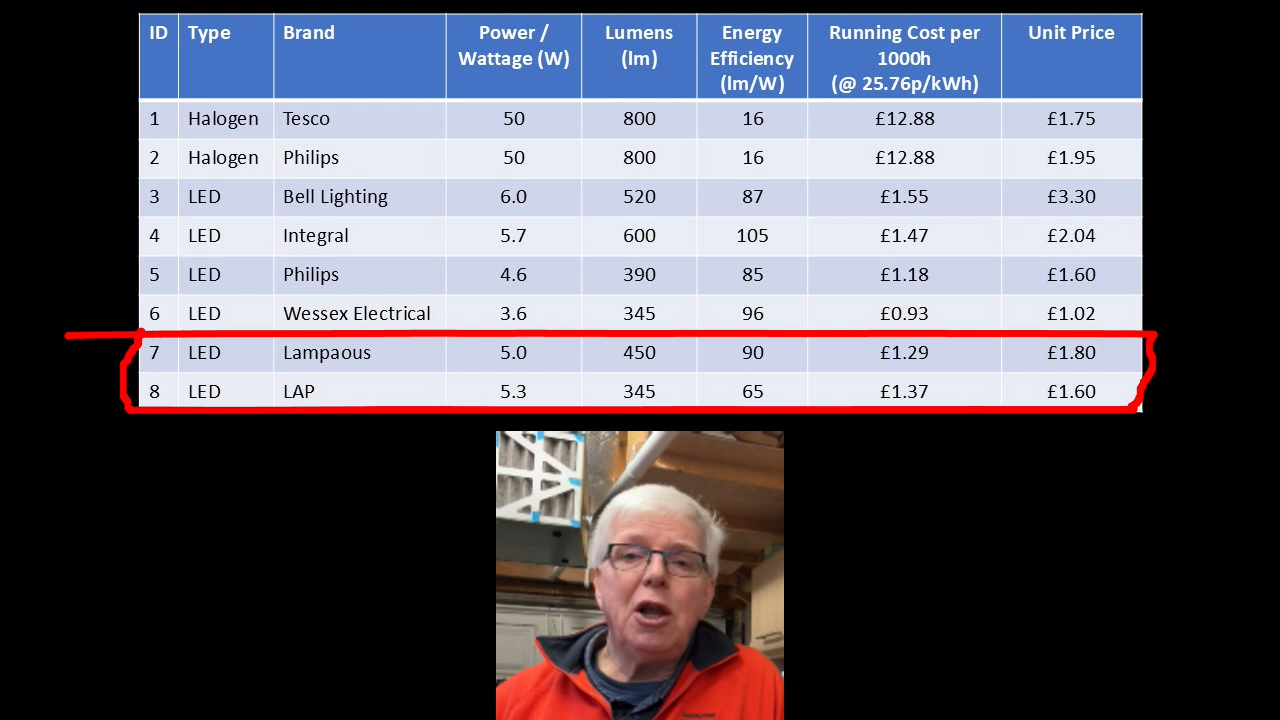 ID Type Brand Power / Wattage (W) Lumens (lm) Energy Efficiency (lm/W) Running Cost per 1000h (@ 25.76p/kWh) Unit Price
1 Halogen Tesco 50 800 16 £12.88 £1.75
2 Halogen Philips 50 800 16 £12.88 £1.95
3 LED Bell Lighting 6.0 520 87 £1.55 £3.30
4 LED Integral 5.7 600 105 £1.47 £2.04
5 LED Philips 4.6 390 85 £1.18 £1.60
6 LED Wessex Electrical 3.6 345 96 £0.93 £1.02
7 LED Lampaous 5.0 450 90 £1.29 £1.80
8 LED LAP 5.3 345 65 £1.37 £1.60